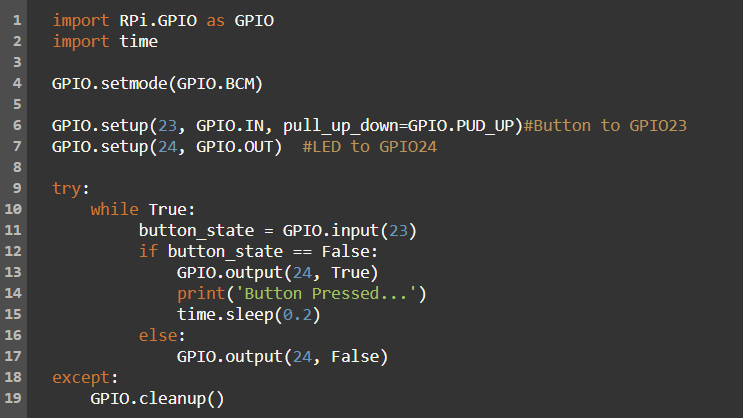 1 import RPi.GPIO as GPIO
2 import time
3
4 GPIO.setmode(GPIO.BCM)
5
6 GPIO.setup(23, GPIO.IN, pull_up_down=GPIO.PUD_UP)#Button to GPIO23
7 GPIO.setup(24, GPIO.OUT)  #LED to GPIO24
8
9 try:
10     while True:
11          button_state = GPIO.input(23)
12          if button_state == False:
13              GPIO.output(24, True)
14              print('Button Pressed...')
15              time.sleep(0.2)
16          else:
17              GPIO.output(24, False)
18 except:
19     GPIO.cleanup()